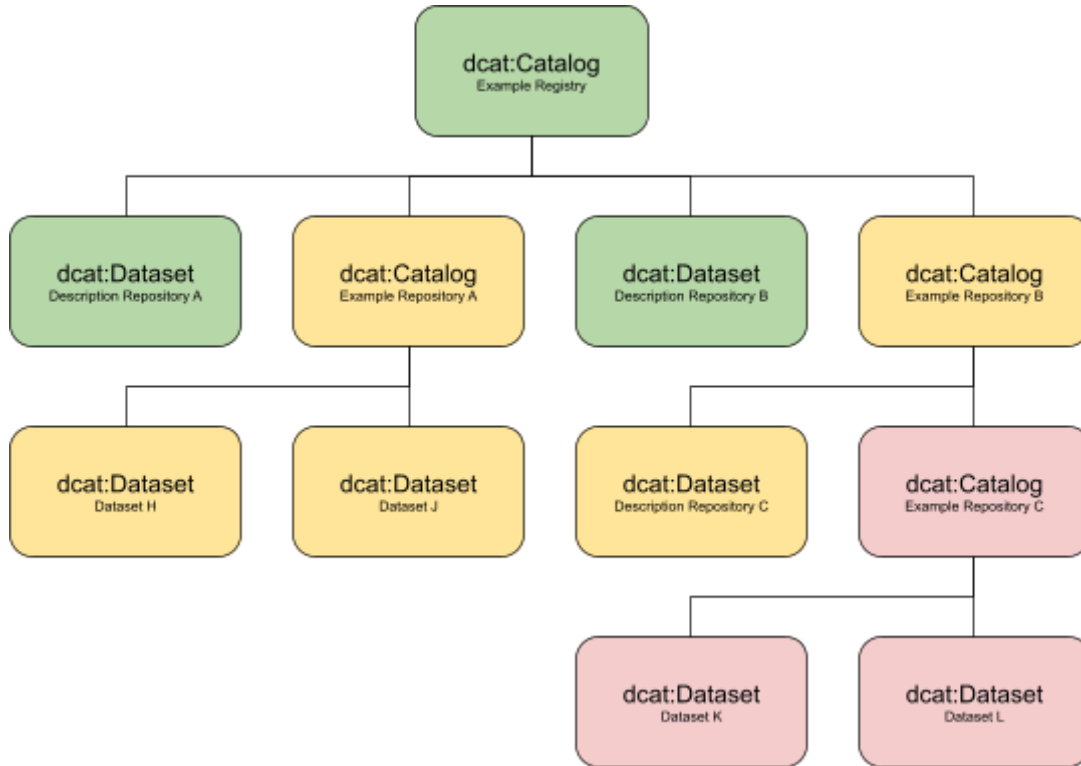 dcat:Catalog
Example Registry
dcat:Dataset
Description Repository A
dcat:Catalog
Example Repository A
dcat:Dataset
Description Repository B
dcat:Catalog
Example Repository B
dcat:Dataset
Dataset H
dcat:Dataset
Dataset J
dcat:Dataset
Description Repository C
dcat:Catalog
Example Repository C
dcat:Dataset
Dataset K
dcat:Dataset
Dataset L